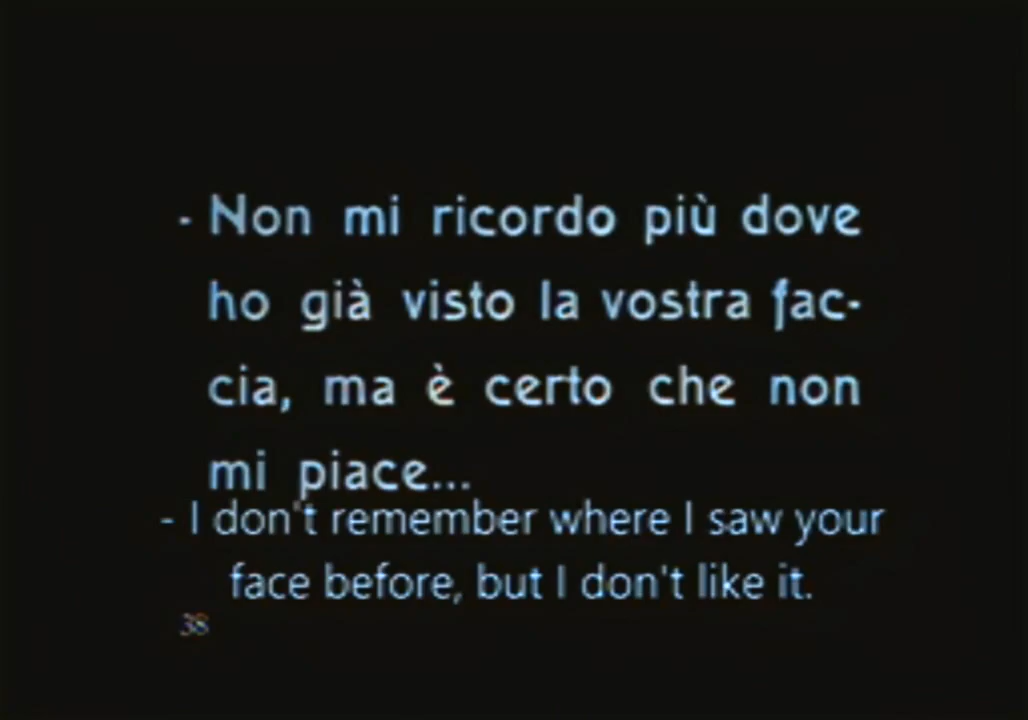 - Non mi ricordo più dove
ho già visto la vostra fac-
cia, ma è certo che non
mi piace...
- I don't remember where I saw your
face before, but I don't like it.
38